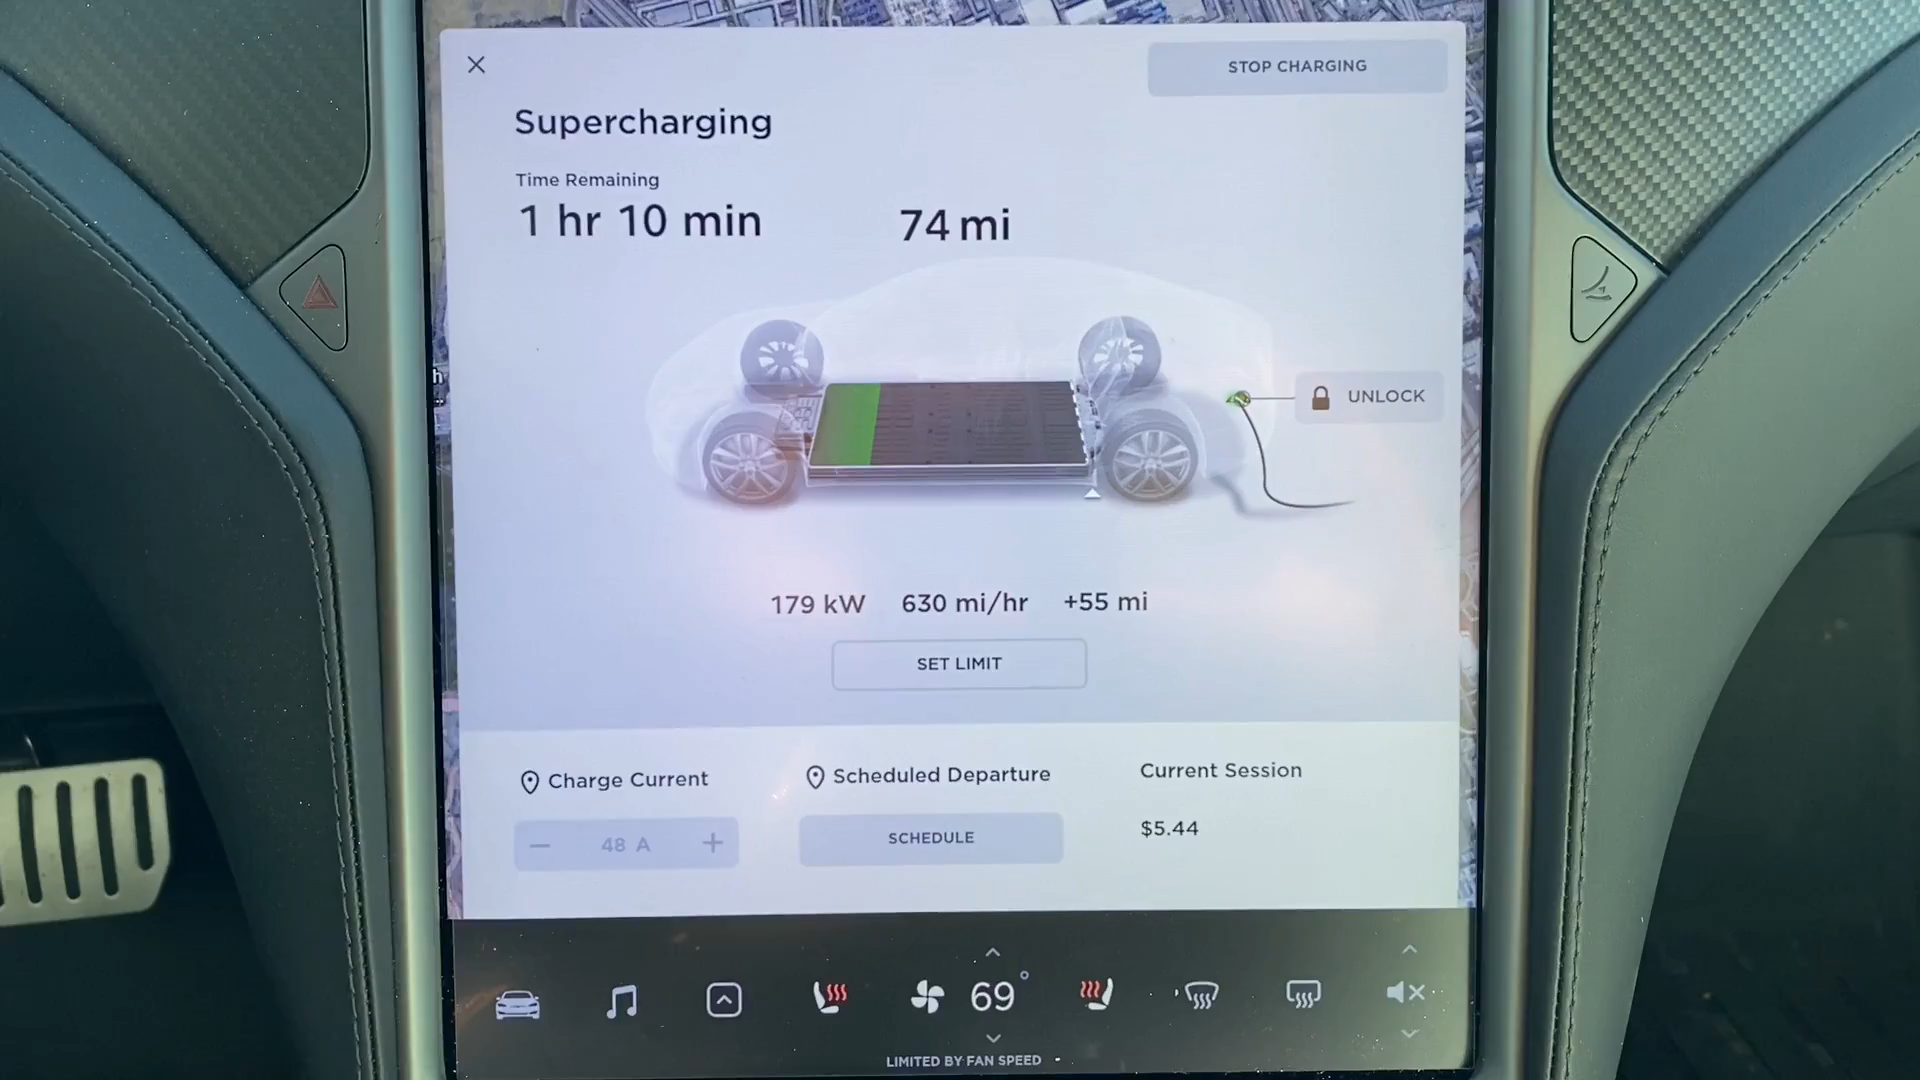 STOP CHARGING
Supercharging
Time Remaining
1 hr 10 min
74 mi
h
UNLOCK
179 kW 630 mi/hr +55 mi
SET LIMIT
Charge Current
Scheduled Departure
Current Session
48 A
SCHEDULE
$5.44
69°
LIMITED BY FAN SPEED